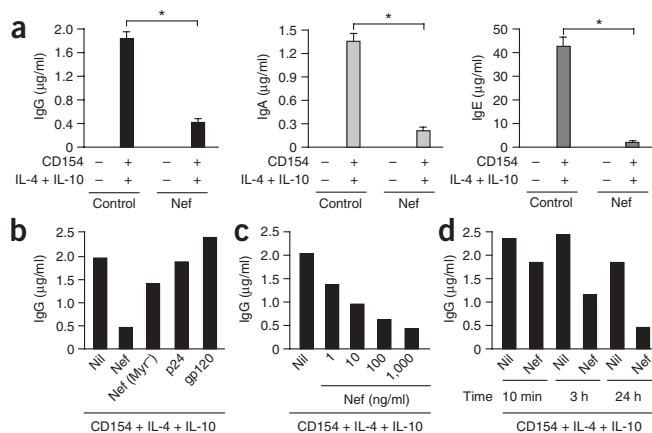 a
IgG (µg/ml)
2.0
1.6
1.2
0.8
0.4
0
*
CD154 – + – +
IL-4 + IL-10 – + – +
Control Nef
IgA (µg/ml)
1.5
1.2
0.9
0.6
0.3
0
*
CD154 – + – +
IL-4 + IL-10 – + – +
Control Nef
IgE (µg/ml)
50
40
30
20
10
0
*
CD154 – + – +
IL-4 + IL-10 – + – +
Control Nef
b
IgG (µg/ml)
2.5
2.0
1.5
1.0
0.5
0
Nil Nef Nef (Myr–) p24 gp120
CD154 + IL-4 + IL-10
c
IgG (µg/ml)
2.5
2.0
1.5
1.0
0.5
0
Nil 1 10 100 1,000
Nef (ng/ml)
CD154 + IL-4 + IL-10
d
IgG (µg/ml)
2.5
2.0
1.5
1.0
0.5
0
Nil Nef Nil Nef Nil Nef
Time 10 min 3 h 24 h
CD154 + IL-4 + IL-10